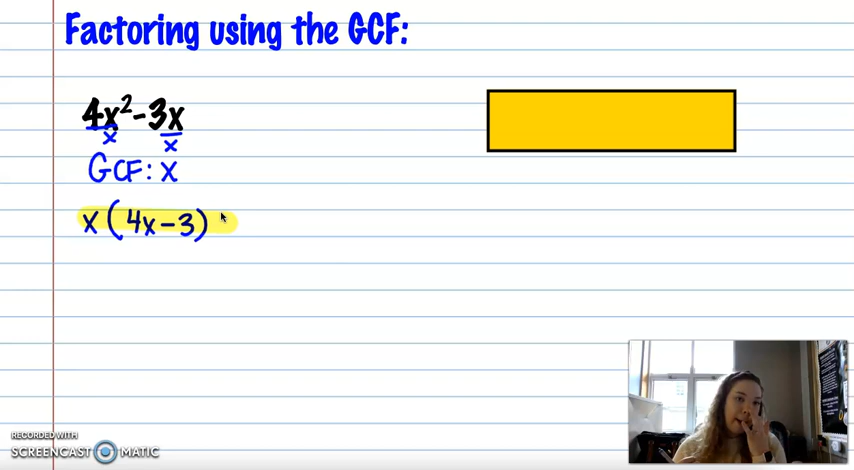 Factoring using the GCF:
4x²-3x
x x
GCF: x
x(4x-3)
RECORDED WITH
SCREENCAST MATIC